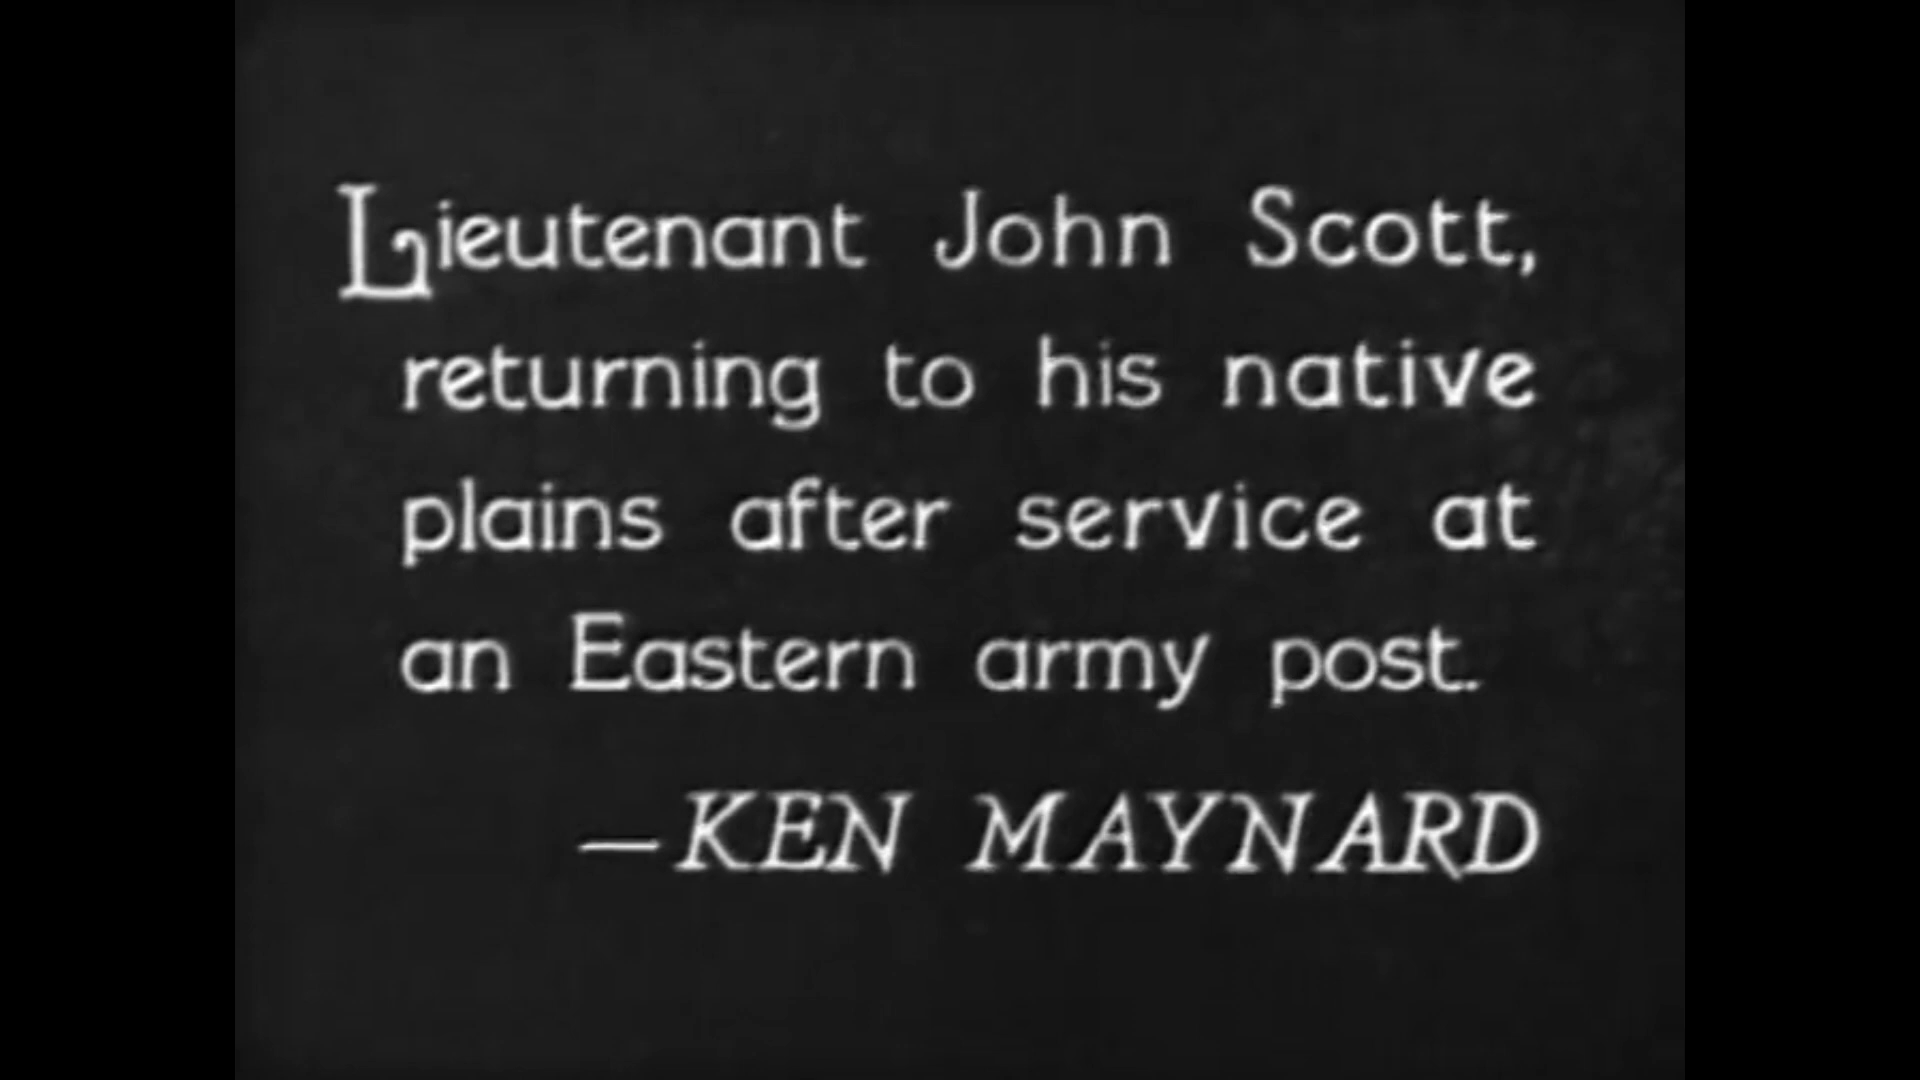 Lieutenant John Scott,
returning to his native
plains after service at
an Eastern army post.
—KEN MAYNARD